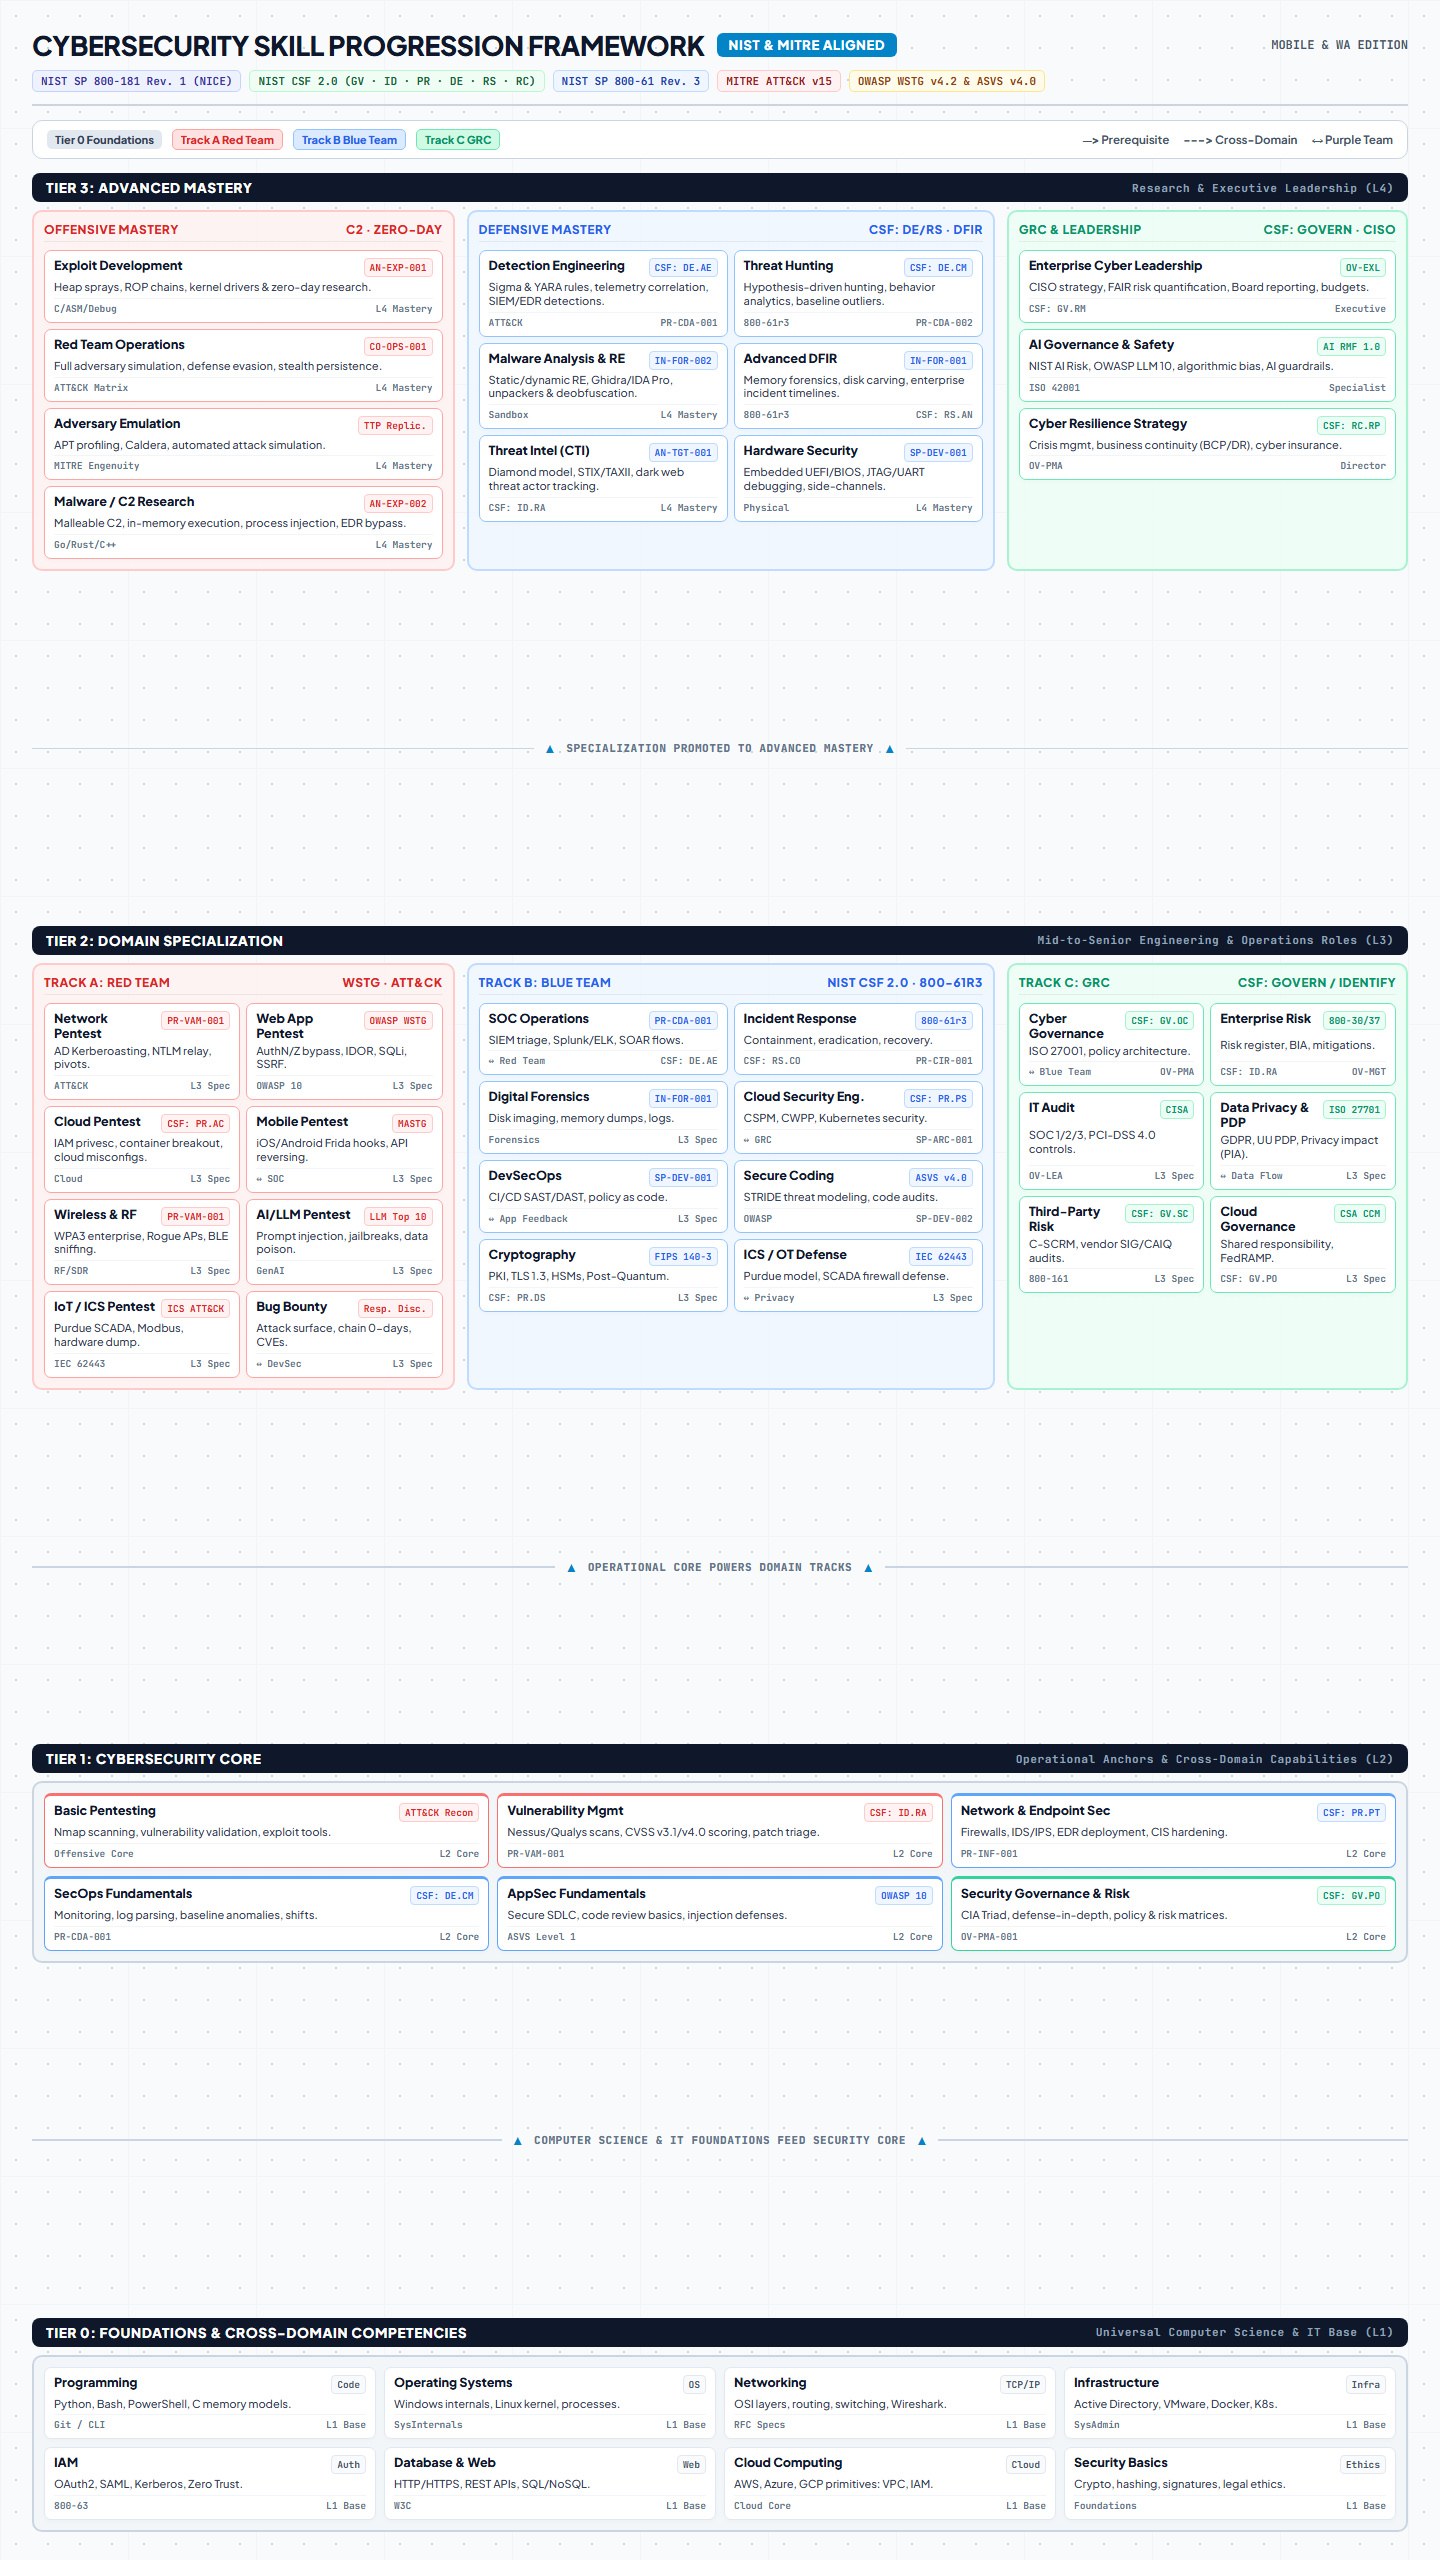 CYBERSECURITY SKILL PROGRESSION FRAMEWORK NIST & MITRE ALIGNED MOBILE & WA EDITION
NIST SP 800-181 Rev. 1 (NICE) NIST CSF 2.0 (GV · ID · PR · DE · RS · RC) NIST SP 800-61 Rev. 3 MITRE ATT&CK v15 OWASP WSTG v4.2 & ASVS v4.0
Tier 0 Foundations Track A Red Team Track B Blue Team Track C GRC —> Prerequisite ---> Cross-Domain ↔ Purple Team
TIER 3: ADVANCED MASTERY Research & Executive Leadership (L4)
OFFENSIVE MASTERY C2 · ZERO-DAY
Exploit Development AN-EXP-001
Heap sprays, ROP chains, kernel drivers & zero-day research.
C/ASM/Debug L4 Mastery
Red Team Operations CO-OPS-001
Full adversary simulation, defense evasion, stealth persistence.
ATT&CK Matrix L4 Mastery
Adversary Emulation TTP Replic.
APT profiling, Caldera, automated attack simulation.
MITRE Engenuity L4 Mastery
Malware / C2 Research AN-EXP-002
Malleable C2, in-memory execution, process injection, EDR bypass.
Go/Rust/C++ L4 Mastery
DEFENSIVE MASTERY CSF: DE/RS · DFIR
Detection Engineering CSF: DE.AE
Sigma & YARA rules, telemetry correlation,
SIEM/EDR detections.
ATT&CK PR-CDA-001
Threat Hunting CSF: DE.CM
Hypothesis-driven hunting, behavior
analytics, baseline outliers.
800-61r3 PR-CDA-002
Malware Analysis & RE IN-FOR-002
Static/dynamic RE, Ghidra/IDA Pro,
unpackers & deobfuscation.
Sandbox L4 Mastery
Advanced DFIR IN-FOR-001
Memory forensics, disk carving, enterprise
incident timelines.
800-61r3 CSF: RS.AN
Threat Intel (CTI) AN-TGT-001
Diamond model, STIX/TAXII, dark web
threat actor tracking.
CSF: ID.RA L4 Mastery
Hardware Security SP-DEV-001
Embedded UEFI/BIOS, JTAG/UART
debugging, side-channels.
Physical L4 Mastery
GRC & LEADERSHIP CSF: GOVERN · CISO
Enterprise Cyber Leadership OV-EXL
CISO strategy, FAIR risk quantification, Board reporting, budgets.
CSF: GV.RM Executive
AI Governance & Safety AI RMF 1.0
NIST AI Risk, OWASP LLM 10, algorithmic bias, AI guardrails.
ISO 42001 Specialist
Cyber Resilience Strategy CSF: RC.RP
Crisis mgmt, business continuity (BCP/DR), cyber insurance.
OV-PMA Director
▲ SPECIALIZATION PROMOTED TO ADVANCED MASTERY ▲
TIER 2: DOMAIN SPECIALIZATION Mid-to-Senior Engineering & Operations Roles (L3)
TRACK A: RED TEAM WSTG · ATT&CK
Network
Pentest PR-VAM-001
AD Kerberoasting, NTLM relay,
pivots.
ATT&CK L3 Spec
Web App
Pentest OWASP WSTG
AuthN/Z bypass, IDOR, SQLi,
SSRF.
OWASP 10 L3 Spec
Cloud Pentest CSF: PR.AC
IAM privesc, container breakout,
cloud misconfigs.
Cloud L3 Spec
Mobile Pentest MASTG
iOS/Android Frida hooks, API
reversing.
↔ SOC L3 Spec
Wireless & RF PR-VAM-001
WPA3 enterprise, Rogue APs, BLE
sniffing.
RF/SDR L3 Spec
AI/LLM Pentest LLM Top 10
Prompt injection, jailbreaks, data
poison.
GenAI L3 Spec
IoT / ICS Pentest ICS ATT&CK
Purdue SCADA, Modbus,
hardware dump.
IEC 62443 L3 Spec
Bug Bounty Resp. Disc.
Attack surface, chain 0-days,
CVEs.
↔ DevSec L3 Spec
TRACK B: BLUE TEAM NIST CSF 2.0 · 800-61R3
SOC Operations PR-CDA-001
SIEM triage, Splunk/ELK, SOAR flows.
↔ Red Team CSF: DE.AE
Incident Response 800-61r3
Containment, eradication, recovery.
CSF: RS.CO PR-CIR-001
Digital Forensics IN-FOR-001
Disk imaging, memory dumps, logs.
Forensics L3 Spec
Cloud Security Eng. CSF: PR.PS
CSPM, CWPP, Kubernetes security.
↔ GRC SP-ARC-001
DevSecOps SP-DEV-001
CI/CD SAST/DAST, policy as code.
↔ App Feedback L3 Spec
Secure Coding ASVS v4.0
STRIDE threat modeling, code audits.
OWASP SP-DEV-002
Cryptography FIPS 140-3
PKI, TLS 1.3, HSMs, Post-Quantum.
CSF: PR.DS L3 Spec
ICS / OT Defense IEC 62443
Purdue model, SCADA firewall defense.
↔ Privacy L3 Spec
TRACK C: GRC CSF: GOVERN / IDENTIFY
Cyber
Governance CSF: GV.OC
ISO 27001, policy architecture.
↔ Blue Team OV-PMA
Enterprise Risk 800-30/37
Risk register, BIA, mitigations.
CSF: ID.RA OV-MGT
IT Audit CISA
SOC 1/2/3, PCI-DSS 4.0
controls.
OV-LEA L3 Spec
Data Privacy &
PDP ISO 27701
GDPR, UU PDP, Privacy impact
(PIA).
↔ Data Flow L3 Spec
Third-Party
Risk CSF: GV.SC
C-SCRM, vendor SIG/CAIQ
audits.
800-161 L3 Spec
Cloud
Governance CSA CCM
Shared responsibility,
FedRAMP.
CSF: GV.PO L3 Spec
▲ OPERATIONAL CORE POWERS DOMAIN TRACKS ▲
TIER 1: CYBERSECURITY CORE Operational Anchors & Cross-Domain Capabilities (L2)
Basic Pentesting ATT&CK Recon
Nmap scanning, vulnerability validation, exploit tools.
Offensive Core L2 Core
Vulnerability Mgmt CSF: ID.RA
Nessus/Qualys scans, CVSS v3.1/v4.0 scoring, patch triage.
PR-VAM-001 L2 Core
Network & Endpoint Sec CSF: PR.PT
Firewalls, IDS/IPS, EDR deployment, CIS hardening.
PR-INF-001 L2 Core
SecOps Fundamentals CSF: DE.CM
Monitoring, log parsing, baseline anomalies, shifts.
PR-CDA-001 L2 Core
AppSec Fundamentals OWASP 10
Secure SDLC, code review basics, injection defenses.
ASVS Level 1 L2 Core
Security Governance & Risk CSF: GV.PO
CIA Triad, defense-in-depth, policy & risk matrices.
OV-PMA-001 L2 Core
▲ COMPUTER SCIENCE & IT FOUNDATIONS FEED SECURITY CORE ▲
TIER 0: FOUNDATIONS & CROSS-DOMAIN COMPETENCIES Universal Computer Science & IT Base (L1)
Programming Code
Python, Bash, PowerShell, C memory models.
Git / CLI L1 Base
Operating Systems OS
Windows internals, Linux kernel, processes.
SysInternals L1 Base
Networking TCP/IP
OSI layers, routing, switching, Wireshark.
RFC Specs L1 Base
Infrastructure Infra
Active Directory, VMware, Docker, K8s.
SysAdmin L1 Base
IAM Auth
OAuth2, SAML, Kerberos, Zero Trust.
800-63 L1 Base
Database & Web Web
HTTP/HTTPS, REST APIs, SQL/NoSQL.
W3C L1 Base
Cloud Computing Cloud
AWS, Azure, GCP primitives: VPC, IAM.
Cloud Core L1 Base
Security Basics Ethics
Crypto, hashing, signatures, legal ethics.
Foundations L1 Base